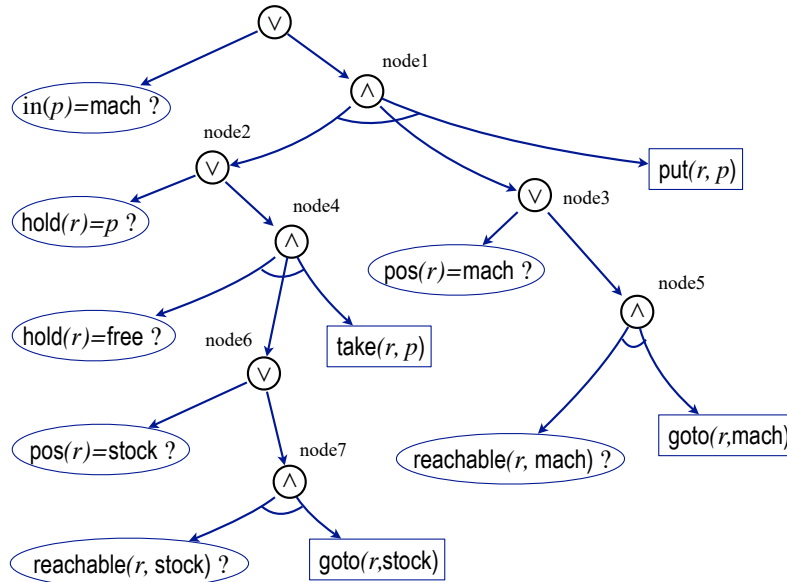 ∨
node1
in(p)=mach ?
∧
node2
∨
put(r, p)
hold(r)=p ?
node4
∨
node3
∧
pos(r)=mach ?
node5
hold(r)=free ?
node6
take(r, p)
∧
∨
pos(r)=stock ?
node7
reachable(r, mach) ?
goto(r,mach)
∧
reachable(r, stock) ?
goto(r,stock)